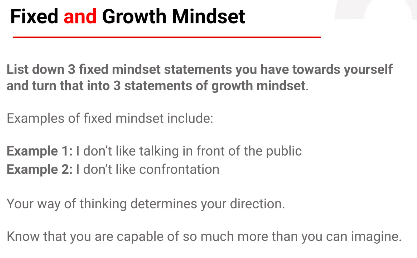 Fixed and Growth Mindset
List down 3 fixed mindset statements you have towards yourself
and turn that into 3 statements of growth mindset.
Examples of fixed mindset include:
Example 1: I don't like talking in front of the public
Example 2: I don't like confrontation
Your way of thinking determines your direction.
Know that you are capable of so much more than you can imagine.